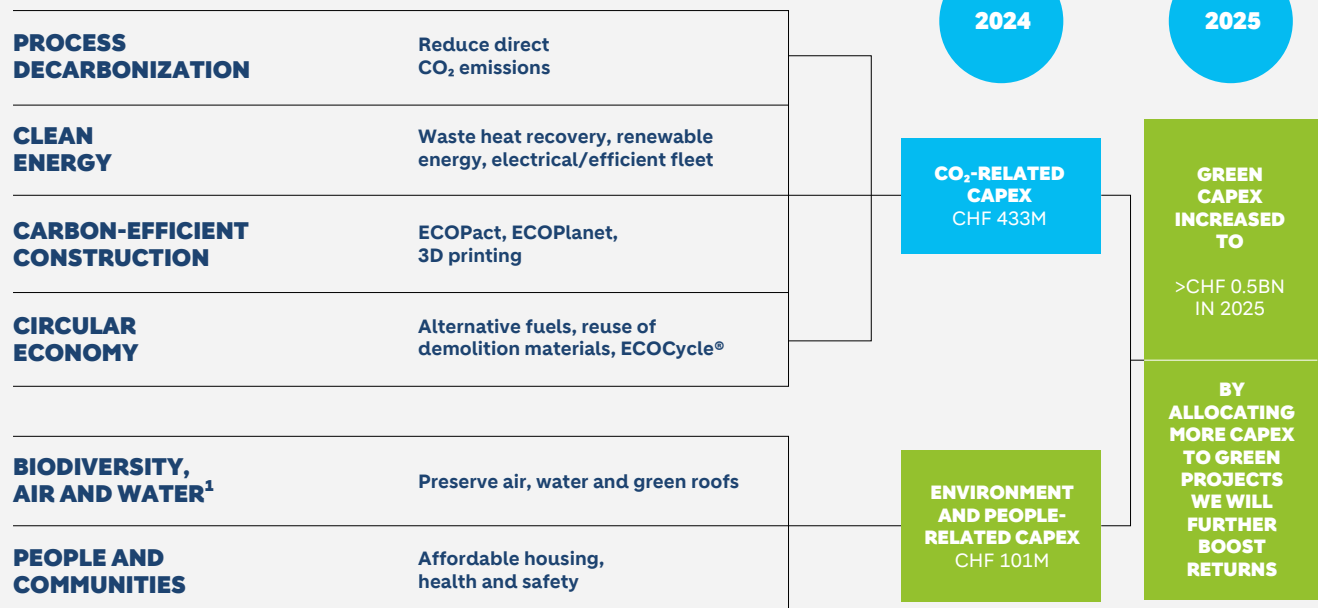 2024
2025
PROCESS
DECARBONIZATION
Reduce direct
CO₂ emissions
CLEAN
ENERGY
Waste heat recovery, renewable
energy, electrical/efficient fleet
CARBON-EFFICIENT
CONSTRUCTION
ECOPact, ECOPlanet,
3D printing
CIRCULAR
ECONOMY
Alternative fuels, reuse of
demolition materials, ECOCycle®
CO₂-RELATED
CAPEX
CHF 433M
BIODIVERSITY,
AIR AND WATER¹
Preserve air, water and green roofs
PEOPLE AND
COMMUNITIES
Affordable housing,
health and safety
ENVIRONMENT
AND PEOPLE-
RELATED CAPEX
CHF 101M
GREEN
CAPEX
INCREASED
TO
>CHF 0.5BN
IN 2025
BY
ALLOCATING
MORE CAPEX
TO GREEN
PROJECTS
WE WILL
FURTHER
BOOST
RETURNS